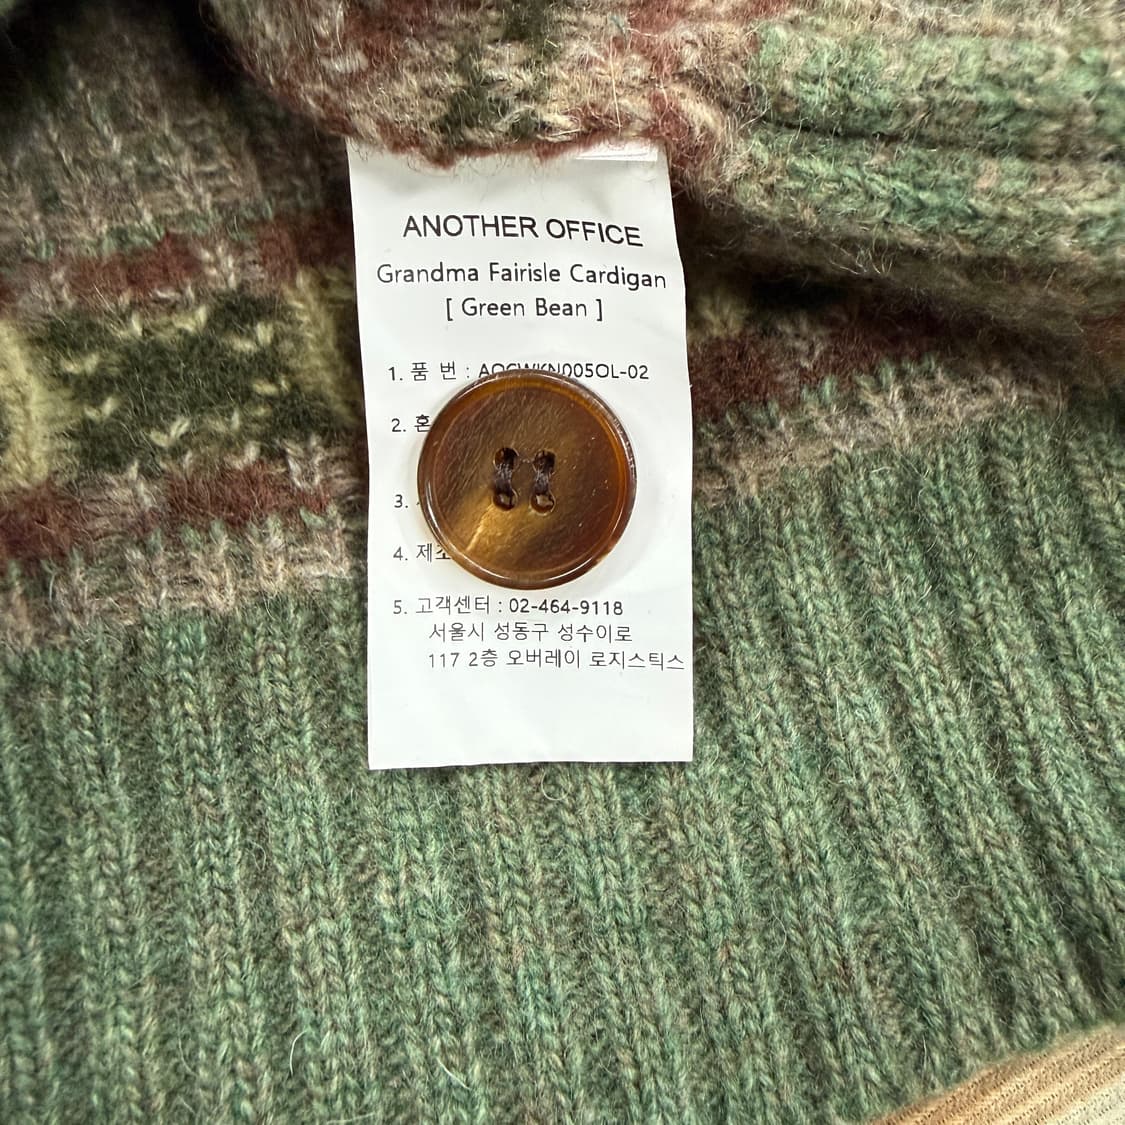 ANOTHER OFFICE
Grandma Fairisle Cardigan
[ Green Bean ]
1. 품 번 :
2.
3.
4.
5. 고객센터 : 02-464-9118
서울시 성동구 성수이로
117 2층 오버레이 로지스틱스